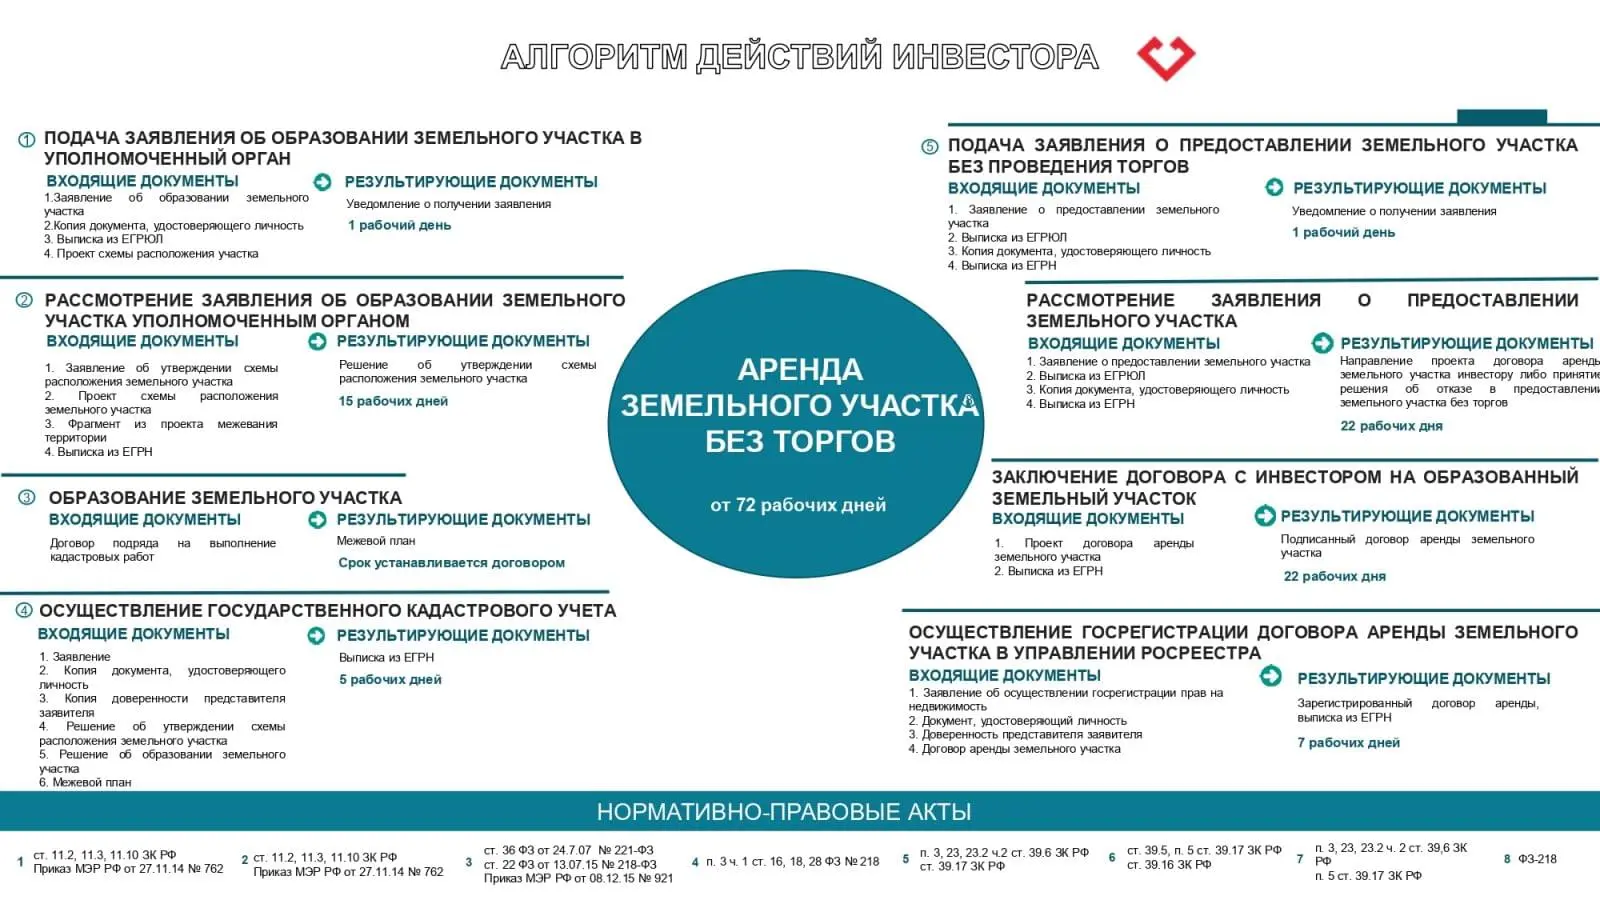 АЛГОРИТМ ДЕЙСТВИЙ ИНВЕСТОРА
1 ПОДАЧА ЗАЯВЛЕНИЯ ОБ ОБРАЗОВАНИИ ЗЕМЕЛЬНОГО УЧАСТКА В
УПОЛНОМОЧЕННЫЙ ОРГАН
ВХОДЯЩИЕ ДОКУМЕНТЫ
1.Заявление об образовании земельного
участка
2.Копия документа, удостоверяющего личность
3. Выписка из ЕГРЮЛ
4. Проект схемы расположения участка
РЕЗУЛЬТИРУЮЩИЕ ДОКУМЕНТЫ
Уведомление о получении заявления
1 рабочий день
2 РАССМОТРЕНИЕ ЗАЯВЛЕНИЯ ОБ ОБРАЗОВАНИИ ЗЕМЕЛЬНОГО
УЧАСТКА УПОЛНОМОЧЕННЫМ ОРГАНОМ
ВХОДЯЩИЕ ДОКУМЕНТЫ
1. Заявление об утверждении схемы
расположения земельного участка
2. Проект схемы расположения
земельного участка
3. Фрагмент из проекта межевания
территории
4. Выписка из ЕГРН
РЕЗУЛЬТИРУЮЩИЕ ДОКУМЕНТЫ
Решение об утверждении схемы
расположения земельного участка
15 рабочих дней
3 ОБРАЗОВАНИЕ ЗЕМЕЛЬНОГО УЧАСТКА
ВХОДЯЩИЕ ДОКУМЕНТЫ
Договор подряда на выполнение
кадастровых работ
РЕЗУЛЬТИРУЮЩИЕ ДОКУМЕНТЫ
Межевой план
Срок устанавливается договором
4 ОСУЩЕСТВЛЕНИЕ ГОСУДАРСТВЕННОГО КАДАСТРОВОГО УЧЕТА
ВХОДЯЩИЕ ДОКУМЕНТЫ
1. Заявление
2. Копия документа, удостоверяющего
личность
3. Копия доверенности представителя
заявителя
4. Решение об утверждении схемы
расположения земельного участка
5. Решение об образовании земельного
участка
6. Межевой план
РЕЗУЛЬТИРУЮЩИЕ ДОКУМЕНТЫ
Выписка из ЕГРН
5 рабочих дней
АРЕНДА
ЗЕМЕЛЬНОГО УЧАСТКА
БЕЗ ТОРГОВ
от 72 рабочих дней
5 ПОДАЧА ЗАЯВЛЕНИЯ О ПРЕДОСТАВЛЕНИИ ЗЕМЕЛЬНОГО УЧАСТКА
БЕЗ ПРОВЕДЕНИЯ ТОРГОВ
ВХОДЯЩИЕ ДОКУМЕНТЫ
1. Заявление о предоставлении земельного
участка
2. Выписка из ЕГРЮЛ
3. Копия документа, удостоверяющего личность
4. Выписка из ЕГРН
РЕЗУЛЬТИРУЮЩИЕ ДОКУМЕНТЫ
Уведомление о получении заявления
1 рабочий день
РАССМОТРЕНИЕ ЗАЯВЛЕНИЯ О ПРЕДОСТАВЛЕНИИ
ЗЕМЕЛЬНОГО УЧАСТКА
ВХОДЯЩИЕ ДОКУМЕНТЫ
1. Заявление о предоставлении земельного участка
2. Выписка из ЕГРЮЛ
3. Копия документа, удостоверяющего личность
4. Выписка из ЕГРН
РЕЗУЛЬТИРУЮЩИЕ ДОКУМЕНТЫ
Направление проекта договора аренды
земельного участка инвестору либо принятие
решения об отказе в предоставлении
земельного участка без торгов
22 рабочих дня
ЗАКЛЮЧЕНИЕ ДОГОВОРА С ИНВЕСТОРОМ НА ОБРАЗОВАННЫЙ
ЗЕМЕЛЬНЫЙ УЧАСТОК
ВХОДЯЩИЕ ДОКУМЕНТЫ
1. Проект договора аренды
земельного участка
2. Выписка из ЕГРН
РЕЗУЛЬТИРУЮЩИЕ ДОКУМЕНТЫ
Подписанный договор аренды земельного
участка
22 рабочих дня
ОСУЩЕСТВЛЕНИЕ ГОСРЕГИСТРАЦИИ ДОГОВОРА АРЕНДЫ ЗЕМЕЛЬНОГО
УЧАСТКА В УПРАВЛЕНИИ РОСРЕЕСТРА
ВХОДЯЩИЕ ДОКУМЕНТЫ
1. Заявление об осуществлении госрегистрации прав на
недвижимость
2. Документ, удостоверяющий личность
3. Доверенность представителя заявителя
4. Договор аренды земельного участка
РЕЗУЛЬТИРУЮЩИЕ ДОКУМЕНТЫ
Зарегистрированный договор аренды,
выписка из ЕГРН
7 рабочих дней
НОРМАТИВНО-ПРАВОВЫЕ АКТЫ
1 ст. 11.2, 11.3, 11.10 ЗК РФ
Приказ МЭР РФ от 27.11.14 № 762
2 ст. 11.2, 11.3, 11.10 ЗК РФ
Приказ МЭР РФ от 27.11.14 № 762
3 ст. 36 ФЗ от 24.7.07 № 221-ФЗ
ст. 22 ФЗ от 13.07.15 № 218-ФЗ
Приказ МЭР РФ от 08.12.15 № 921
4 п. 3 ч. 1 ст. 16, 18, 28 ФЗ № 218
5 п. 3, 23, 23.2 ч.2 ст. 39.6 ЗК РФ
ст. 39.17 ЗК РФ
6 ст. 39.5, п. 5 ст. 39.17 ЗК РФ
ст. 39.16 ЗК РФ
7 п. 3, 23, 23.2 ч. 2 ст. 39,6 ЗК
РФ
п. 5 ст. 39.17 ЗК РФ
8 ФЗ-218